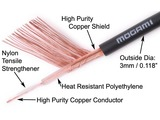 High Purity
Copper Shield
MOGAMI
Nylon
Tensile
Strengthener
Outside Dia:
3mm / 0.118"
Heat Resistant Polyethylene
High Purity Copper Conductor